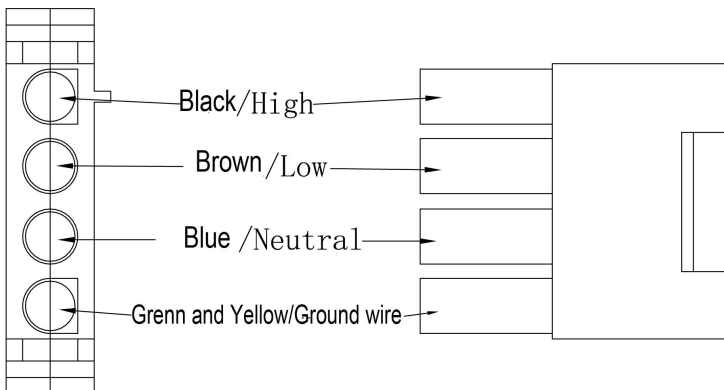 Black/High
Brown/Low
Blue /Neutral
Grenn and Yellow/Ground wire